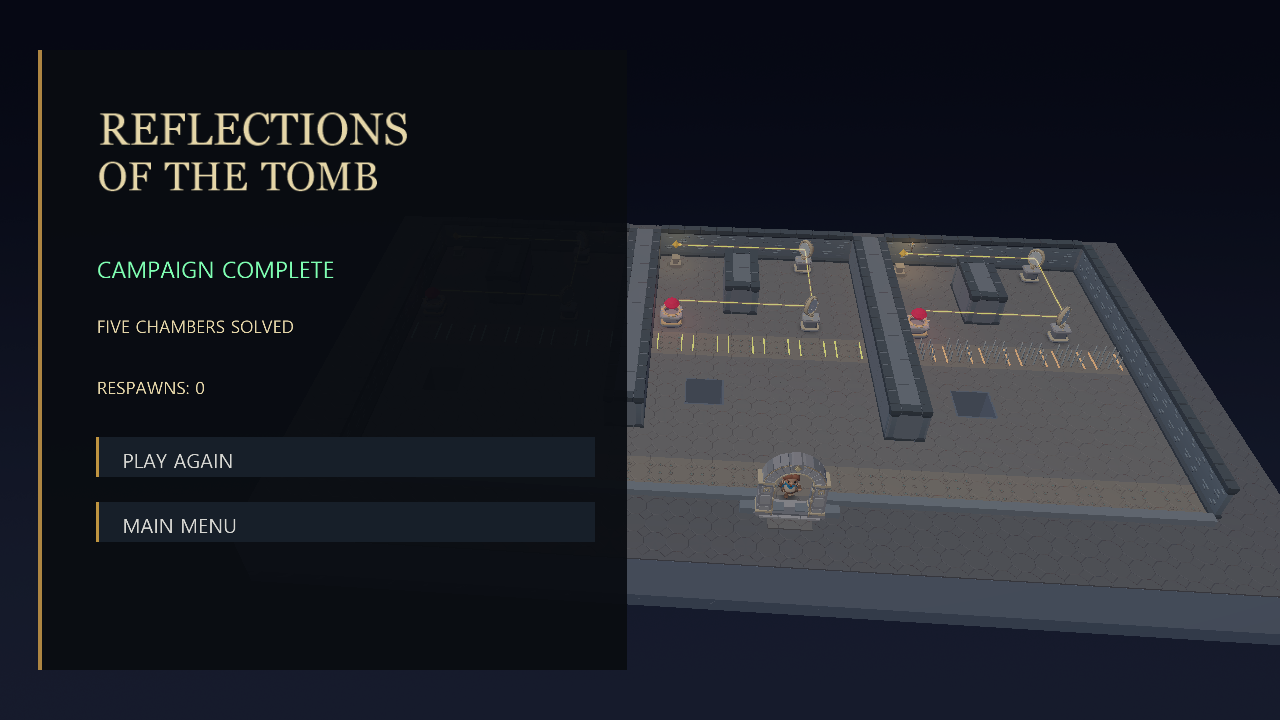 REFLECTIONS
OF THE TOMB
CAMPAIGN COMPLETE
FIVE CHAMBERS SOLVED
RESPAWNS: 0
PLAY AGAIN
MAIN MENU